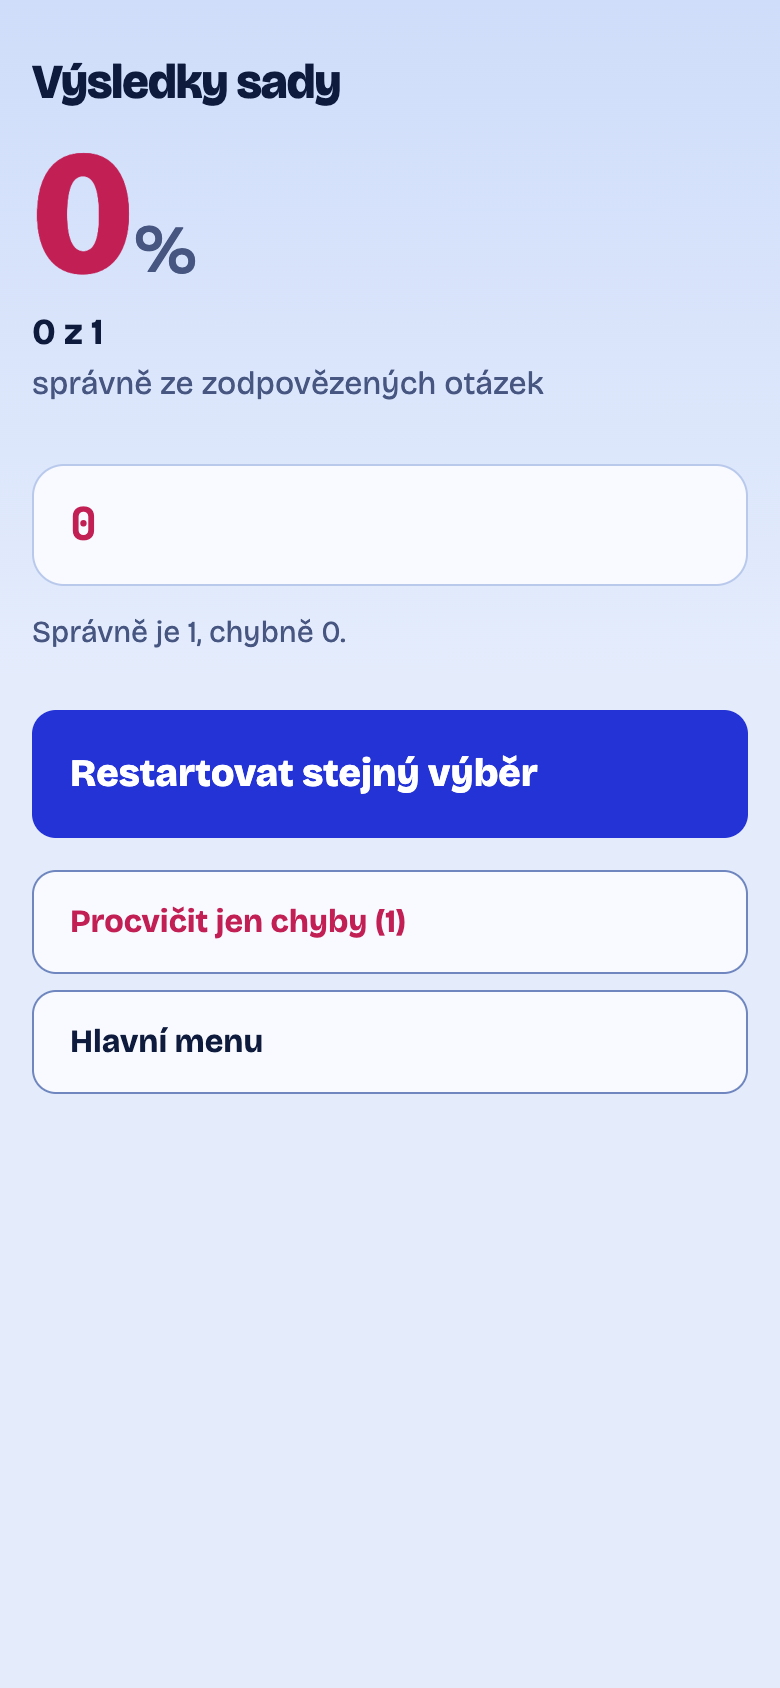 Výsledky sady
0%
0 z 1
správně ze zodpovězených otázek
0
Správně je 1, chybně 0.
Restartovat stejný výběr
Procvičit jen chyby (1)
Hlavní menu